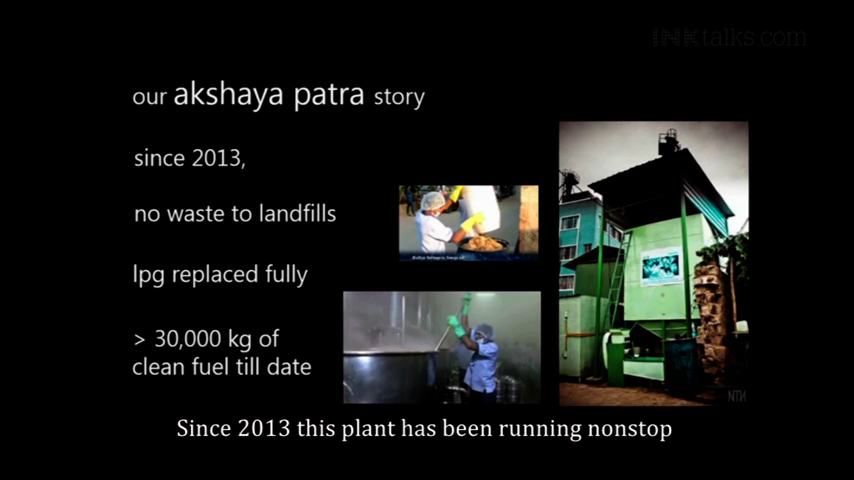 INKtalks.com
our akshaya patra story
since 2013,
no waste to landfills
lpg replaced fully
> 30,000 kg of
clean fuel till date
NTN
Since 2013 this plant has been running nonstop